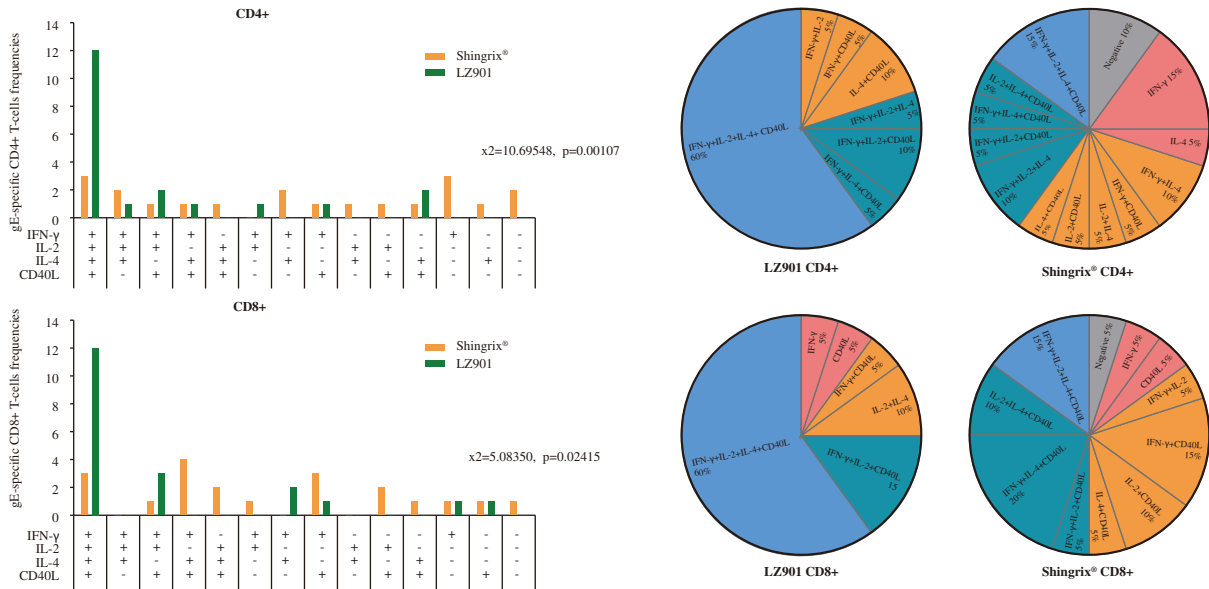 CD4+
gE-specific CD4+ T-cells frequencies
14
12
10
8
6
4
2
0
Shingrix®
LZ901
x2=10.69548, p=0.00107
IFN-γ + + + + - + + + - - - + - -
IL-2 + + + - + + - - + + - - - -
IL-4 + + - + + - + - + - + - + -
CD40L + - + + + - - + - + + - - -
CD8+
gE-specific CD8+ T-cells frequencies
14
12
10
8
6
4
2
0
Shingrix®
LZ901
x2=5.08350, p=0.02415
IFN-γ + + + + - + + + - - - + - -
IL-2 + + + - + + - - + + - - - -
IL-4 + + - + + - + - + - + - - -
CD40L + - + + + - - + - + + - + -
IFN-γ+IL-2
5%
IFN-γ+CD40L
5%
IL-4+CD40L
10%
IFN-γ+IL-2+IL-4
5%
IFN-γ+IL-2+CD40L
10%
IFN-γ+IL-4+CD40L
5%
IFN-γ+IL-2+IL-4+ CD40L
60%
LZ901 CD4+
Negative 10%
IFN-γ 15%
IL-4 5%
IFN-γ+IL-4
10%
IFN-γ+CD40L
5%
IL-2+IL-4
5%
IL-2+CD40L
5%
IL-4+CD40L
5%
IFN-γ+IL-2+IL-4
10%
IFN-γ+IL-2+CD40L
5%
IFN-γ+IL-4+CD40L
5%
IL-2+IL-4+CD40L
5%
IFN-γ+IL-2+IL-4+CD40L
15%
Shingrix® CD4+
IFN-γ
5%
CD40L
5%
IFN-γ+CD40L
5%
IL-2+IL-4
10%
IFN-γ+IL-2+CD40L
15
IFN-γ+IL-2+IL-4+CD40L
60%
LZ901 CD8+
Negative 5%
IFN-γ 5%
CD40L 5%
IFN-γ+IL-2
5%
IFN-γ+CD40L
15%
IL-2+CD40L
10%
IL-4+CD40L
5%
IFN-γ+IL-2+CD40L
5%
IFN-γ+IL-4+CD40L
20%
IL-2+IL-4+CD40L
10%
IFN-γ+IL-2+IL-4+CD40L
15%
Shingrix® CD8+